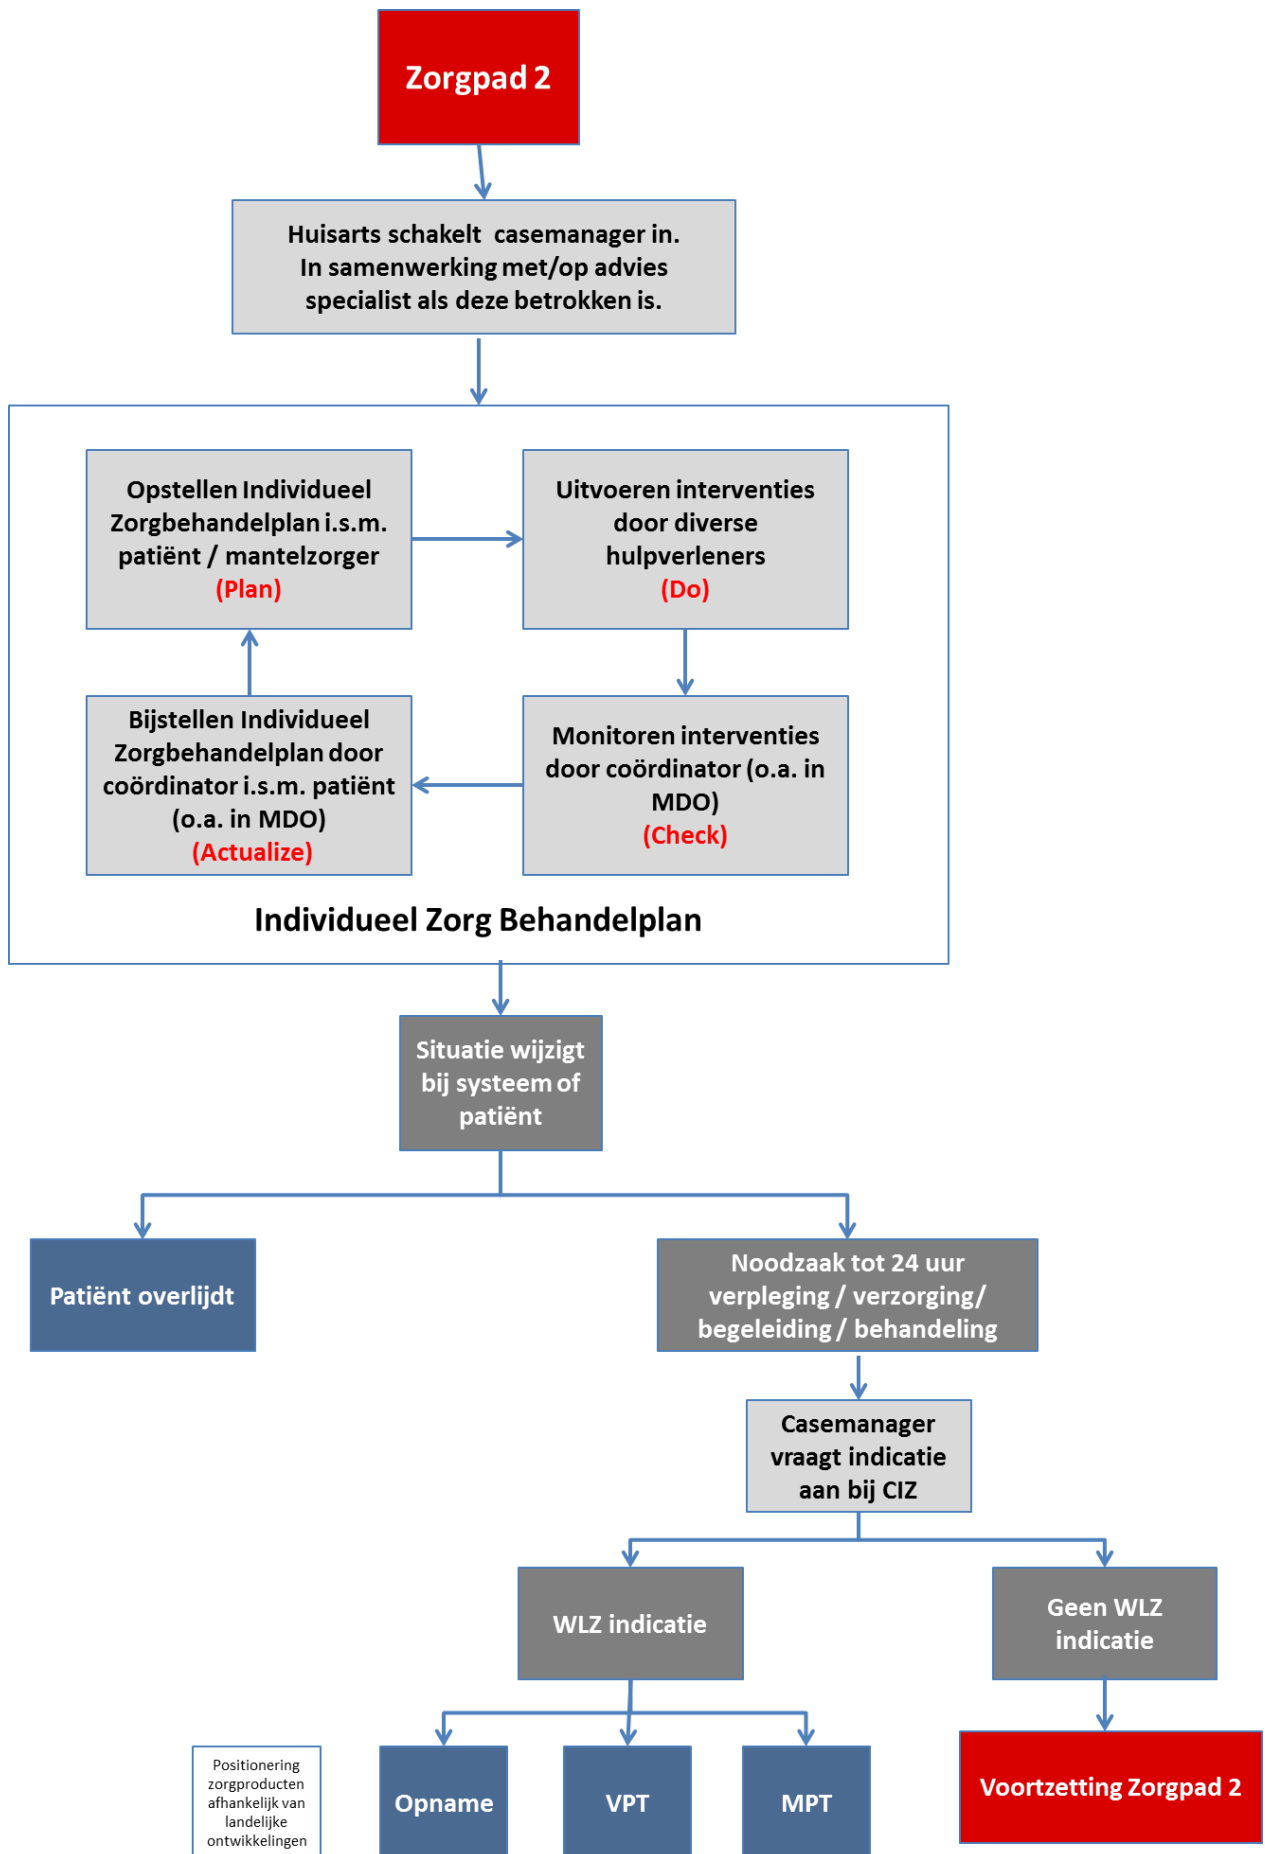 Zorgpad 2
Huisarts schakelt casemanager in.
In samenwerking met/op advies
specialist als deze betrokken is.
Opstellen Individueel
Zorgbehandelplan i.s.m.
patiënt / mantelzorger
(Plan)
Uitvoeren interventies
door diverse
hulpverleners
(Do)
Bijstellen Individueel
Zorgbehandelplan door
coördinator i.s.m. patiënt
(o.a. in MDO)
(Actualize)
Monitoren interventies
door coördinator (o.a. in
MDO)
(Check)
Individueel Zorg Behandelplan
Situatie wijzigt
bij systeem of
patiënt
Patiënt overlijdt
Noodzaak tot 24 uur
verpleging / verzorging/
begeleiding / behandeling
Casemanager
vraagt indicatie
aan bij CIZ
WLZ indicatie
Geen WLZ
indicatie
Positionering
zorgproducten
afhankelijk van
landelijke
ontwikkelingen
Opname
VPT
MPT
Voortzetting Zorgpad 2